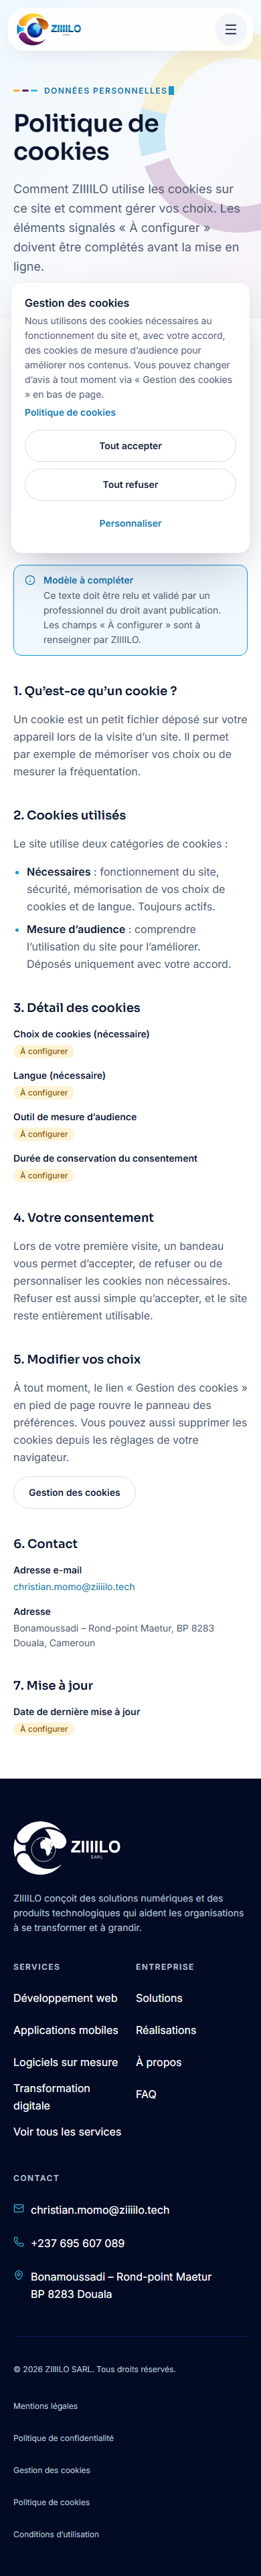 ZIIIILO
SARL
DONNÉES PERSONNELLES
Politique de
cookies
Comment ZIIIILO utilise les cookies sur
ce site et comment gérer vos choix. Les
éléments signalés « À configurer »
doivent être complétés avant la mise en
ligne.
Gestion des cookies
Nous utilisons des cookies nécessaires au
fonctionnement du site et, avec votre accord,
des cookies de mesure d’audience pour
améliorer nos contenus. Vous pouvez changer
d’avis à tout moment via « Gestion des cookies
» en bas de page.
Politique de cookies
Tout accepter
Tout refuser
Personnaliser
Modèle à compléter
Ce texte doit être relu et validé par un
professionnel du droit avant publication.
Les champs « À configurer » sont à
renseigner par ZIIIILO.
1. Qu’est-ce qu’un cookie ?
Un cookie est un petit fichier déposé sur votre
appareil lors de la visite d’un site. Il permet
par exemple de mémoriser vos choix ou de
mesurer la fréquentation.
2. Cookies utilisés
Le site utilise deux catégories de cookies :
Nécessaires : fonctionnement du site,
sécurité, mémorisation de vos choix de
cookies et de langue. Toujours actifs.
Mesure d’audience : comprendre
l’utilisation du site pour l’améliorer.
Déposés uniquement avec votre accord.
3. Détail des cookies
Choix de cookies (nécessaire)
À configurer
Langue (nécessaire)
À configurer
Outil de mesure d’audience
À configurer
Durée de conservation du consentement
À configurer
4. Votre consentement
Lors de votre première visite, un bandeau
vous permet d’accepter, de refuser ou de
personnaliser les cookies non nécessaires.
Refuser est aussi simple qu’accepter, et le site
reste entièrement utilisable.
5. Modifier vos choix
À tout moment, le lien « Gestion des cookies »
en pied de page rouvre le panneau des
préférences. Vous pouvez aussi supprimer les
cookies depuis les réglages de votre
navigateur.
Gestion des cookies
6. Contact
Adresse e-mail
christian.momo@ziiiilo.tech
Adresse
Bonamoussadi – Rond-point Maetur, BP 8283
Douala, Cameroun
7. Mise à jour
Date de dernière mise à jour
À configurer
ZIIIILO
SARL
ZIIIILO conçoit des solutions numériques et des
produits technologiques qui aident les organisations
à se transformer et à grandir.
SERVICES
Développement web
Applications mobiles
Logiciels sur mesure
Transformation
digitale
Voir tous les services
ENTREPRISE
Solutions
Réalisations
À propos
FAQ
CONTACT
christian.momo@ziiiilo.tech
+237 695 607 089
Bonamoussadi – Rond-point Maetur
BP 8283 Douala
© 2026 ZIIIILO SARL. Tous droits réservés.
Mentions légales
Politique de confidentialité
Gestion des cookies
Politique de cookies
Conditions d’utilisation